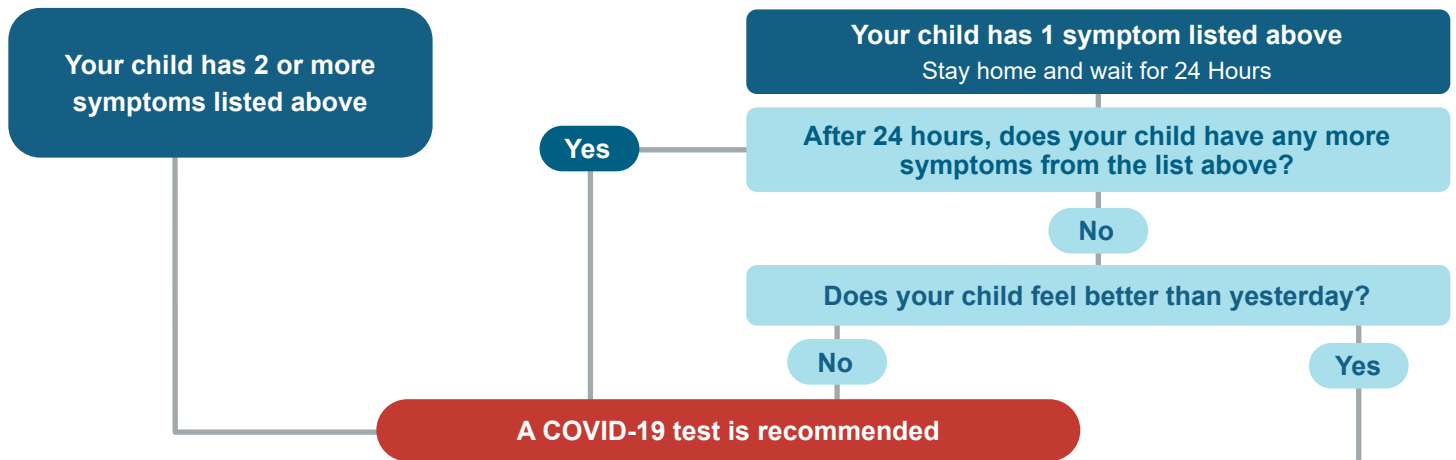 Your child has 2 or more
symptoms listed above
Your child has 1 symptom listed above
Stay home and wait for 24 Hours
Yes
After 24 hours, does your child have any more
symptoms from the list above?
No
Does your child feel better than yesterday?
No
Yes
A COVID-19 test is recommended